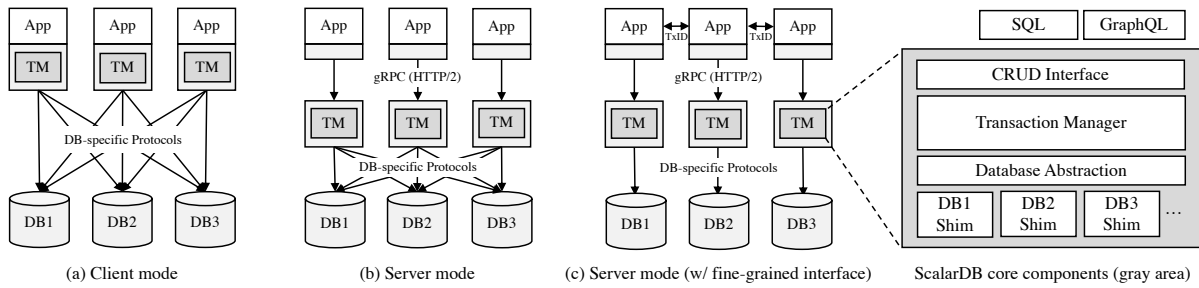 App App App
TM TM TM
DB-specific Protocols
DB1 DB2 DB3
(a) Client mode
App App App
gRPC (HTTP/2)
TM TM TM
DB-specific Protocols
DB1 DB2 DB3
(b) Server mode
App App App
TxID TxID
gRPC (HTTP/2)
TM TM TM
DB-specific Protocols
DB1 DB2 DB3
(c) Server mode (w/ fine-grained interface)
SQL GraphQL
CRUD Interface
Transaction Manager
Database Abstraction
DB1 DB2 DB3
Shim Shim Shim ...
ScalarDB core components (gray area)